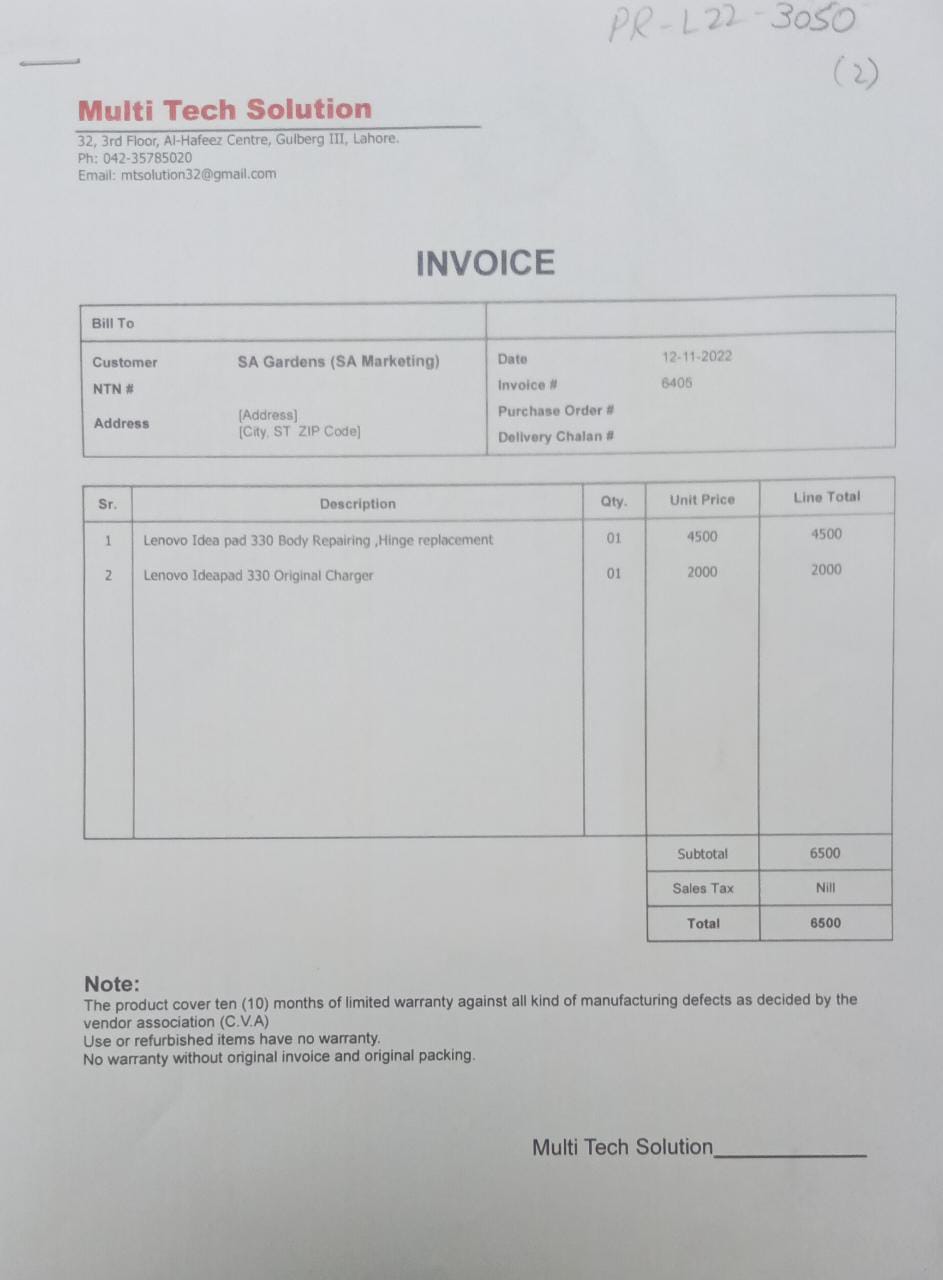 PR-L22-3050
(2)
Multi Tech Solution
32, 3rd Floor, Al-Hafeez Centre, Gulberg III, Lahore.
Ph: 042-35785020
Email: mtsolution32@gmail.com
INVOICE
Bill To
Customer SA Gardens (SA Marketing)
NTN #
Address [Address]
[City, ST ZIP Code]
Date 12-11-2022
Invoice # 6405
Purchase Order #
Delivery Chalan #
Sr. Description Qty. Unit Price Line Total
1 Lenovo Idea pad 330 Body Repairing ,Hinge replacement 01 4500 4500
2 Lenovo Ideapad 330 Original Charger 01 2000 2000
Subtotal 6500
Sales Tax Nill
Total 6500
Note:
The product cover ten (10) months of limited warranty against all kind of manufacturing defects as decided by the
vendor association (C.V.A)
Use or refurbished items have no warranty.
No warranty without original invoice and original packing.
Multi Tech Solution